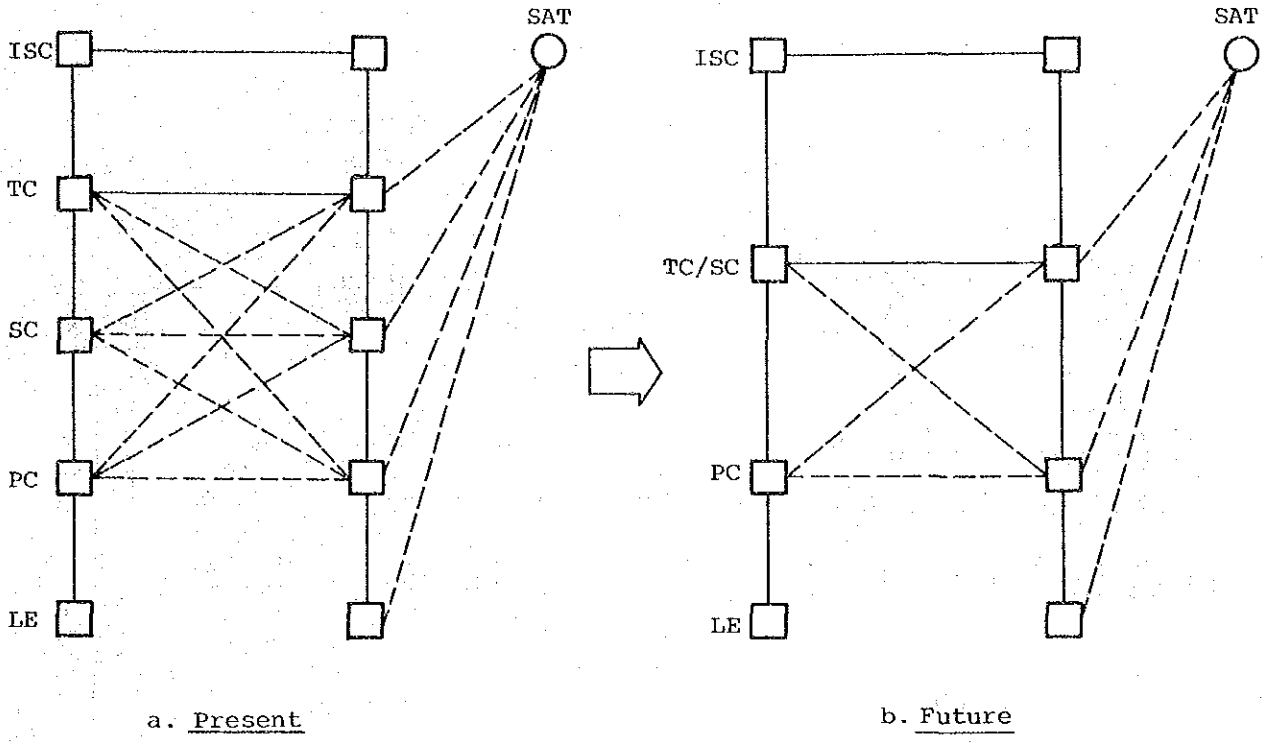 SAT
ISC
TC
SC
PC
LE
a. Present
SAT
ISC
TC/SC
PC
LE
b. Future